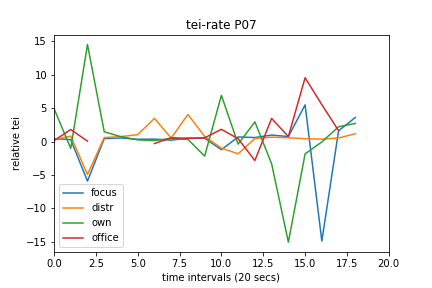 tei-rate P07
15
10
5
0
−5
−10
−15
relative tei
focus
distr
own
office
0.0 2.5 5.0 7.5 10.0 12.5 15.0 17.5 20.0
time intervals (20 secs)